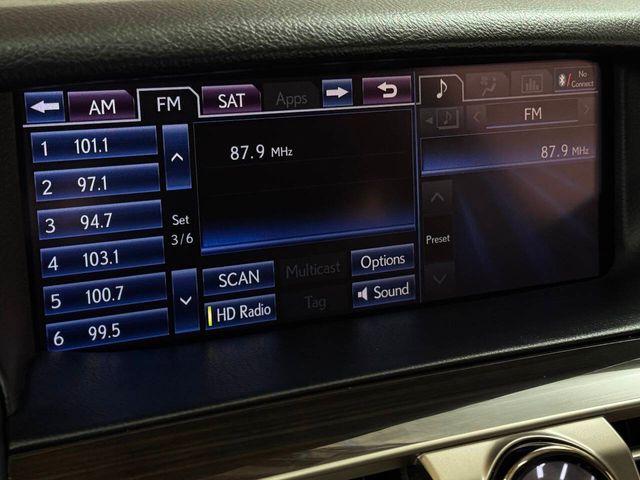 AM FM SAT Apps No Connect
1 101.1
2 97.1
3 94.7
4 103.1
5 100.7
6 99.5
Set
3/6
87.9 MHz
SCAN Multicast Options
HD Radio Tag Sound
FM
87.9 MHz
Preset